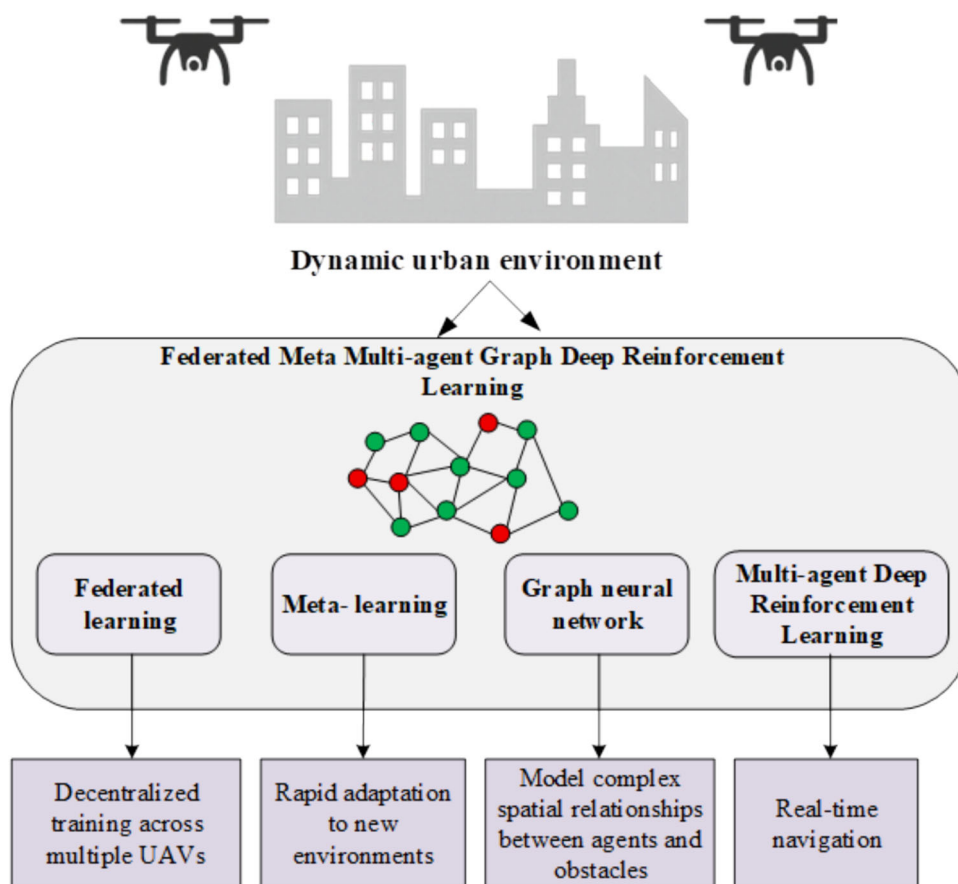 Dynamic urban environment
Federated Meta Multi-agent Graph Deep Reinforcement
Learning
Federated
learning
Meta- learning
Graph neural
network
Multi-agent Deep
Reinforcement
Learning
Decentralized
training across
multiple UAVs
Rapid adaptation
to new
environments
Model complex
spatial relationships
between agents and
obstacles
Real-time
navigation